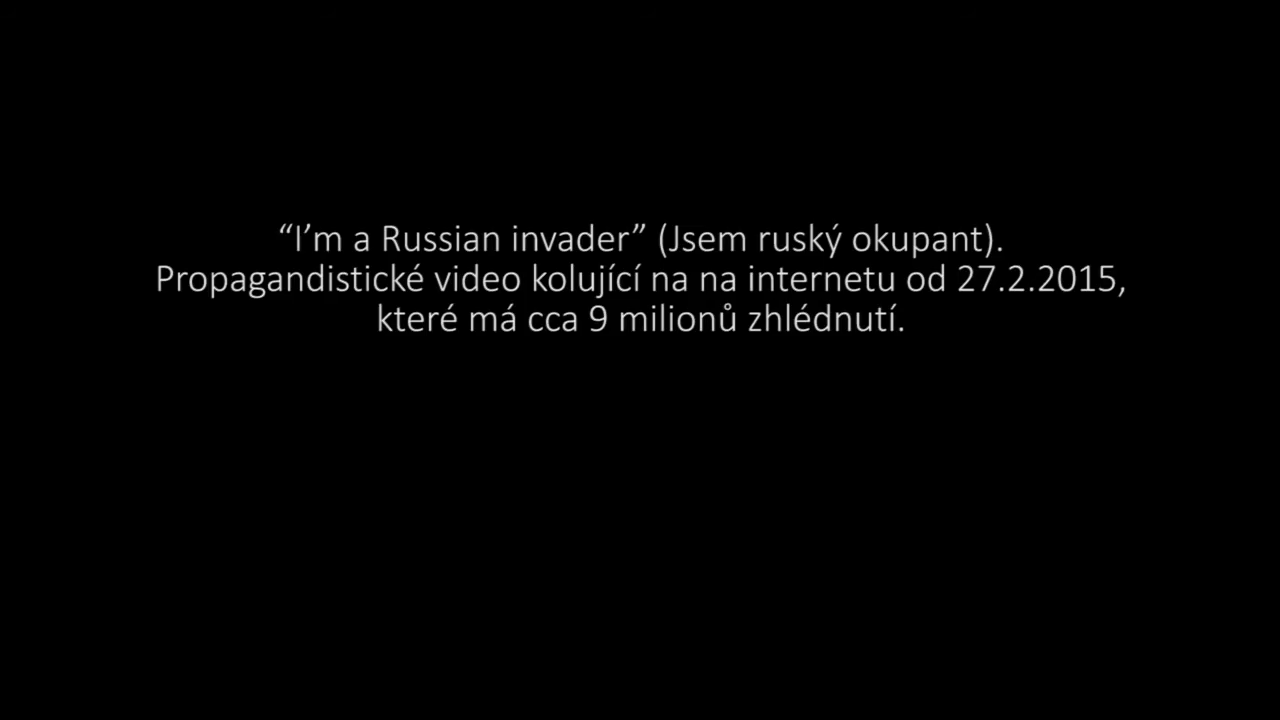 “I’m a Russian invader” (Jsem ruský okupant).
Propagandistické video kolující na na internetu od 27.2.2015,
které má cca 9 milionů zhlédnutí.